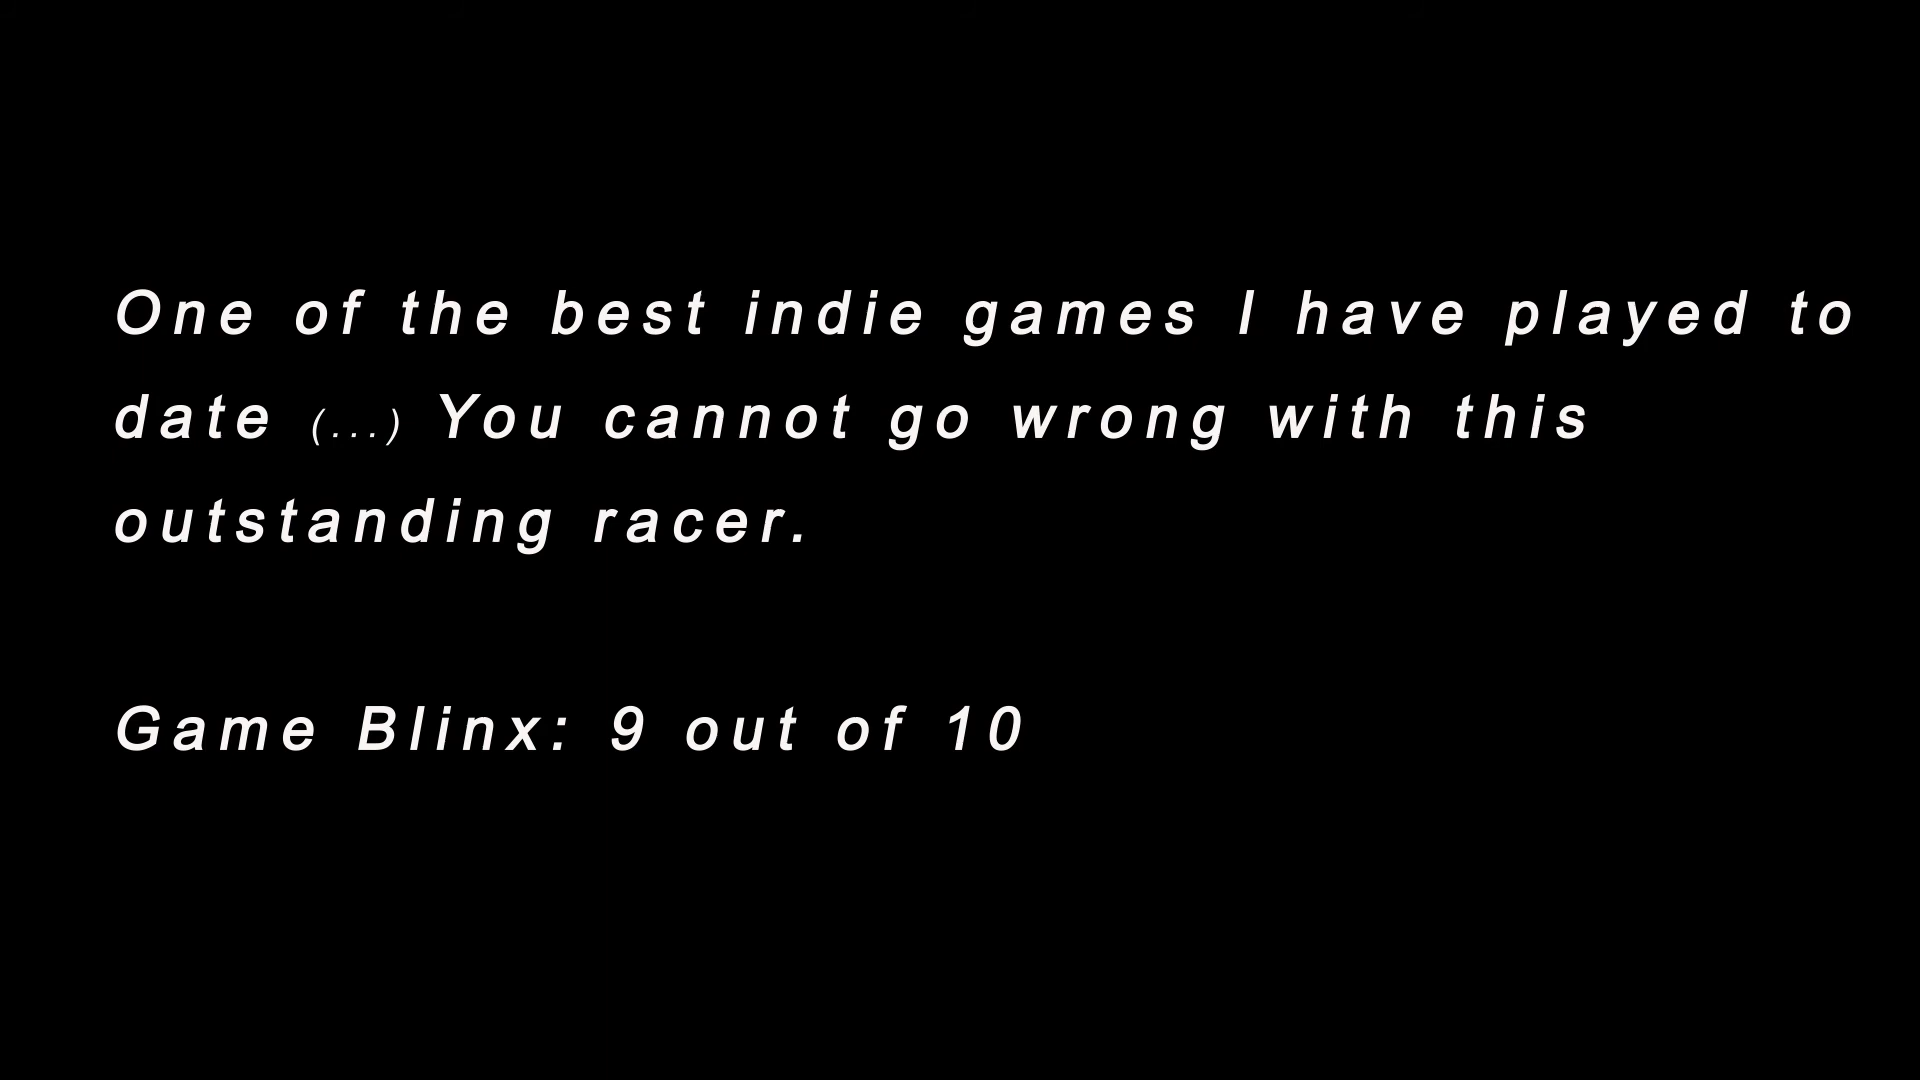 One of the best indie games I have played to
date (...) You cannot go wrong with this
outstanding racer.
Game Blinx: 9 out of 10